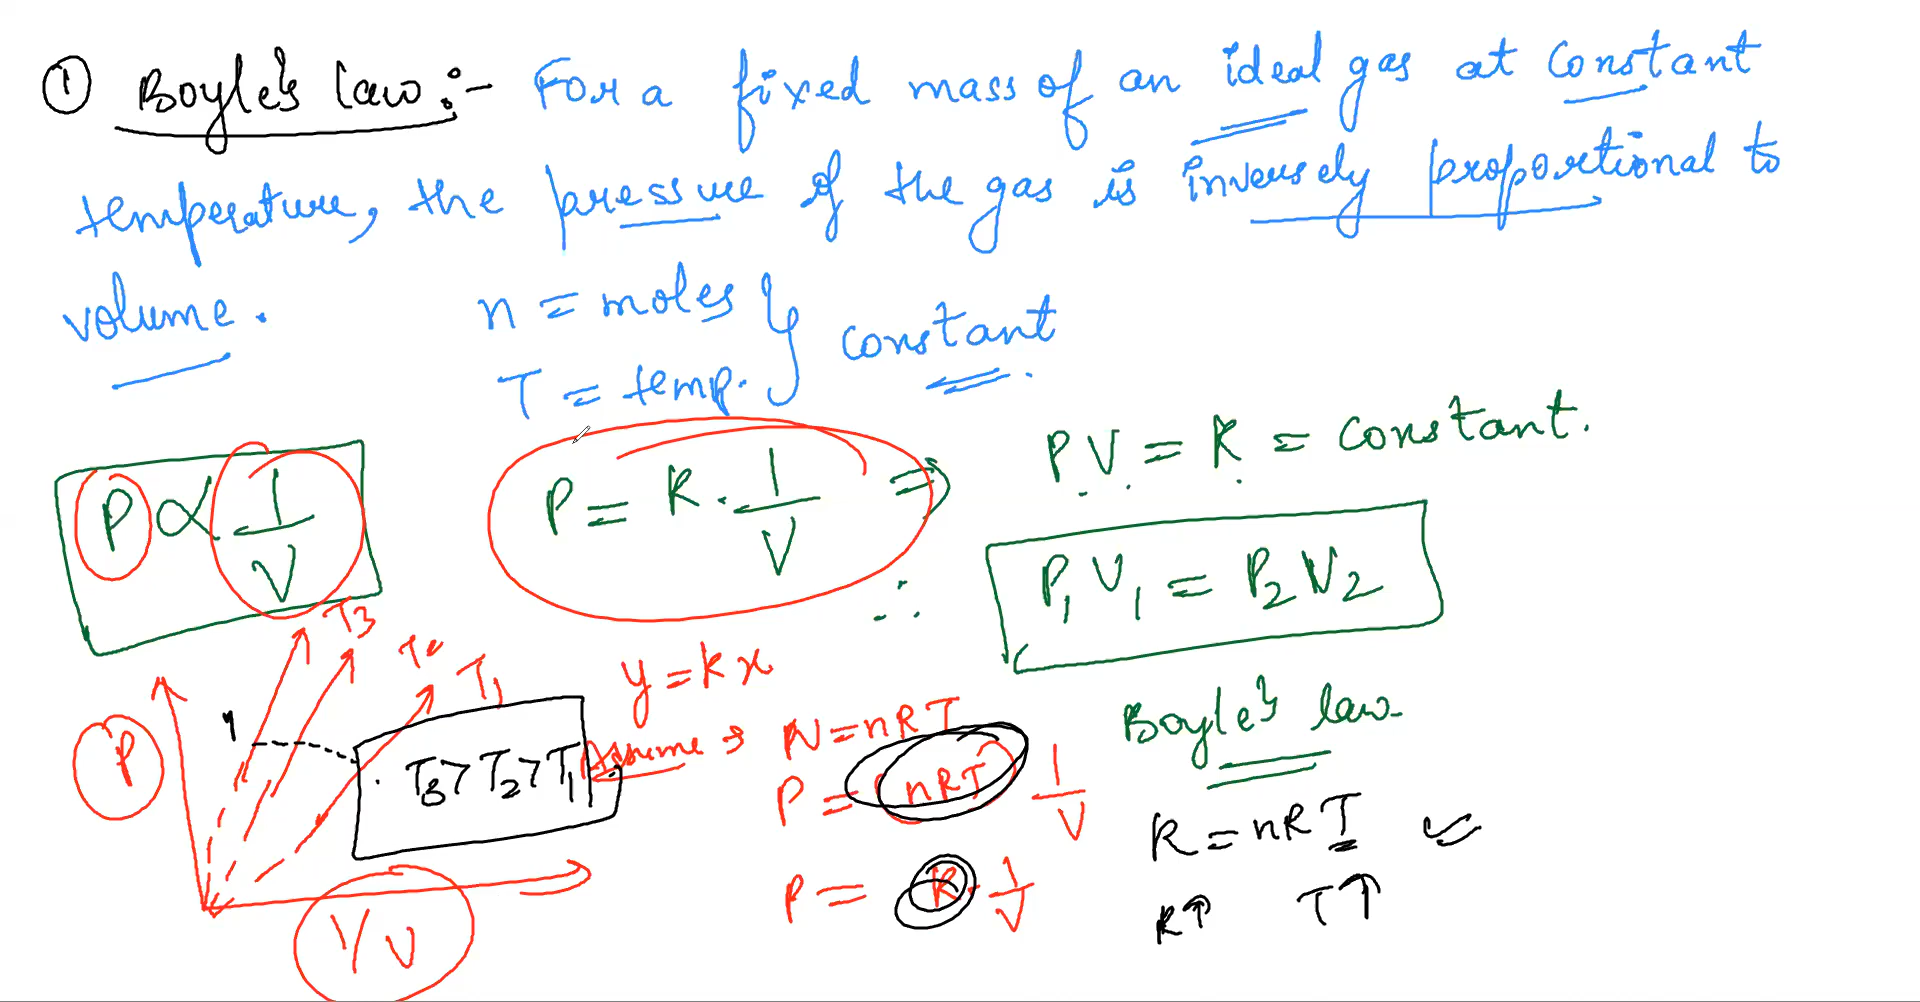 ① Boyle's law :- For a fixed mass of an ideal gas at constant
temperature, the pressure of the gas is inversely proportional to
volume.
n = moles } constant
T = temp.
P ∝ 1/V
P = K · 1/V ⇒ PV = K = constant.
∴ P₁V₁ = P₂V₂
Boyle's law
P
T3
T1
1/V
T3 > T2 > T1
y = kx
Assume → PV = nRT
P = (nRT) 1/V
P = K · 1/V
K = nRT
K↑ T↑